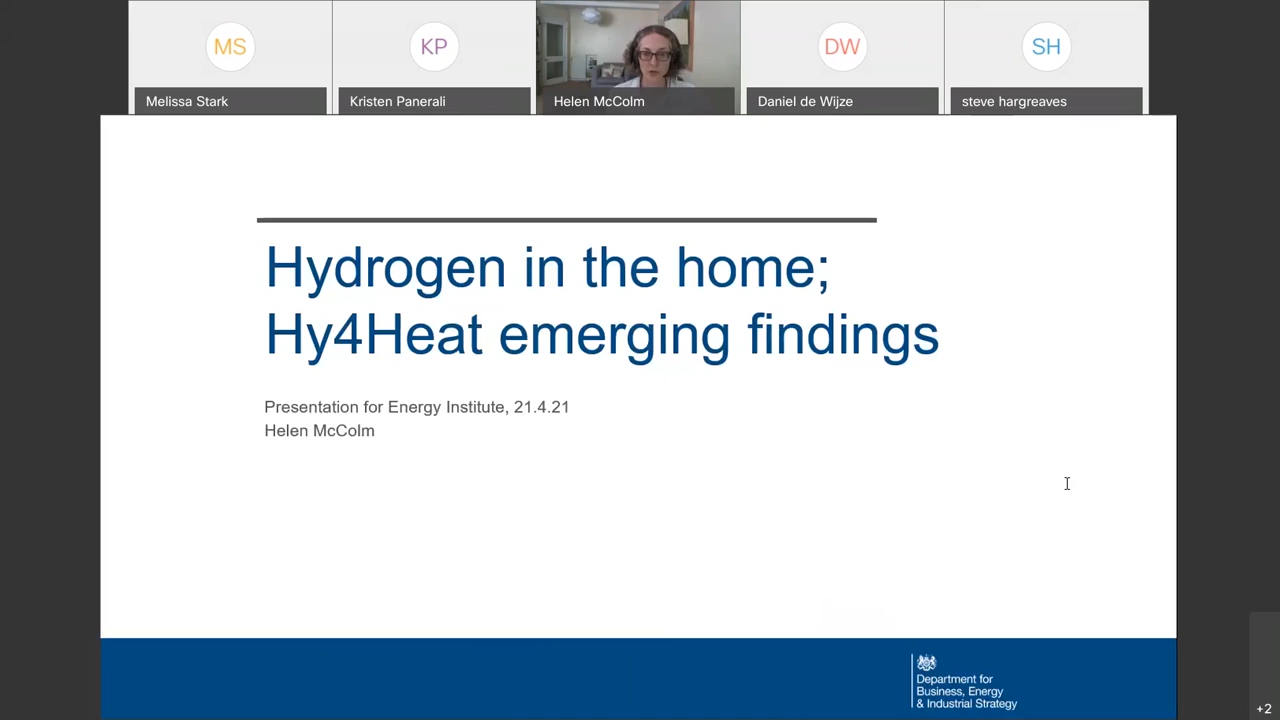 MS
KP
DW
SH
Melissa Stark
Kristen Panerali
Helen McColm
Daniel de Wijze
steve hargreaves
Hydrogen in the home;
Hy4Heat emerging findings
Presentation for Energy Institute, 21.4.21
Helen McColm
Department for
Business, Energy
& Industrial Strategy
+2